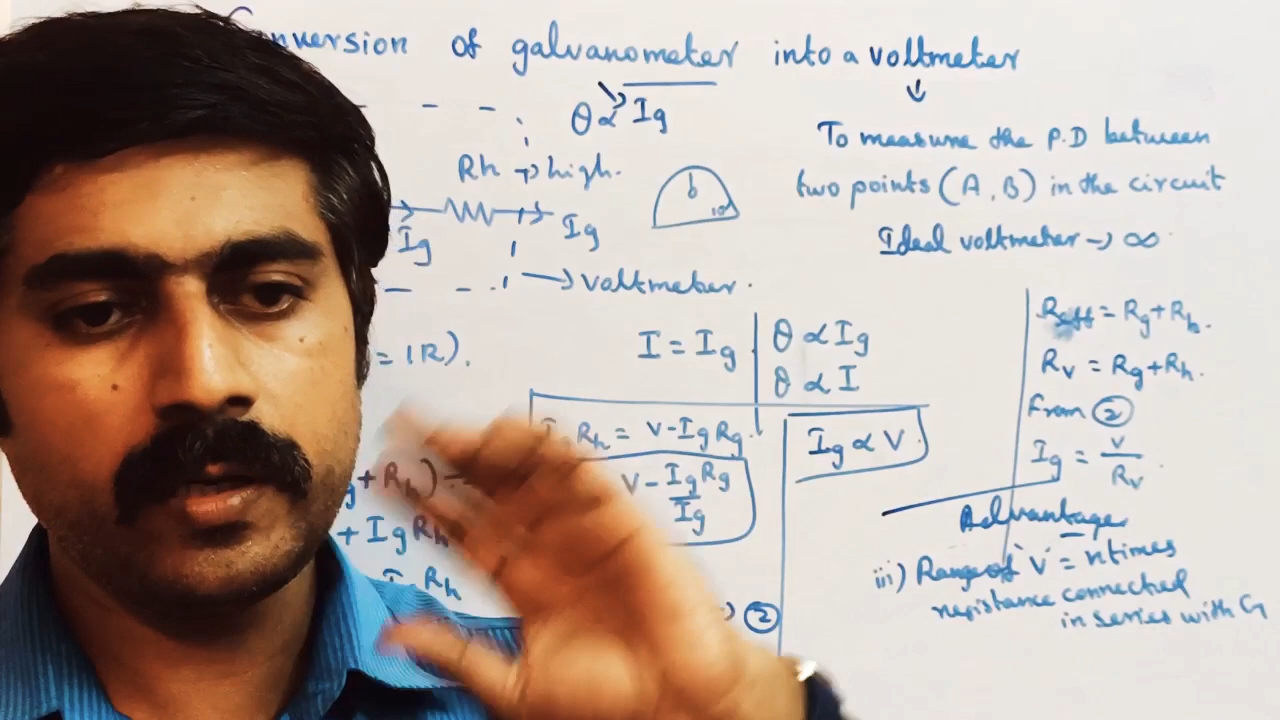 Conversion of galvanometer into a voltmeter
θ ∝ Ig
Rh → high.
Ig
Ig
→ voltmeter.
10
To measure the P.D between
two points (A, B) in the circuit
Ideal voltmeter → ∞
= IR).
I = Ig
θ ∝ Ig
θ ∝ I
Ig Rh = V - Ig Rg
V - Ig Rg
Ig
g + Rh)
+ Ig Rh
Rh
②
Ig ∝ V
Reff = Rg + Rh.
Rv = Rg + Rh.
From ②
Ig = V/Rv.
Advantage
iii) Range of 'V' = n times
resistance connected
in series with G